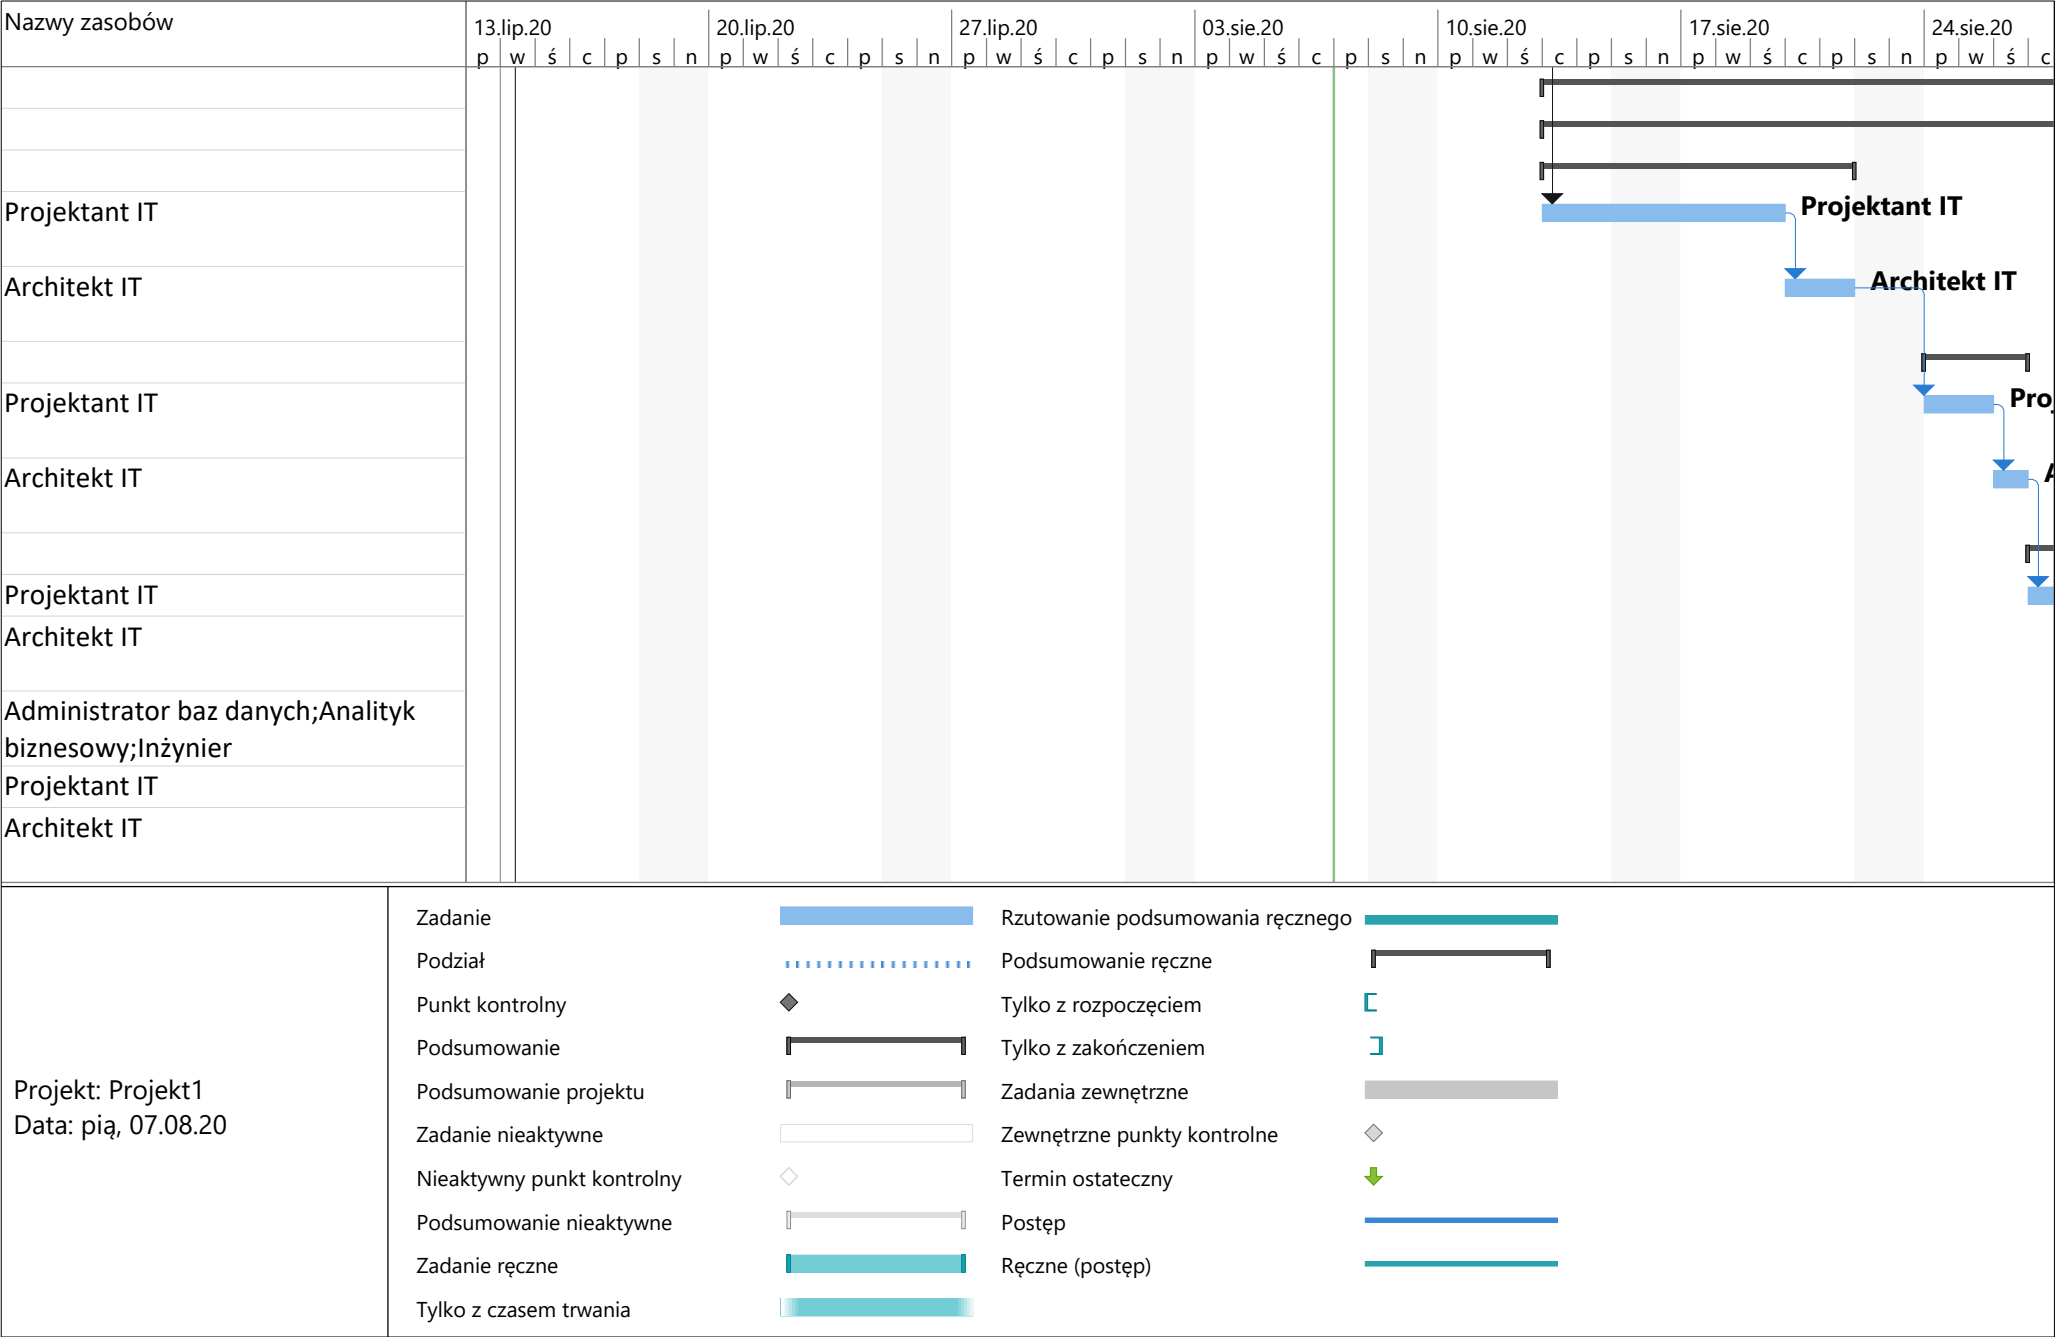 Nazwy zasobów
13.lip.20 20.lip.20 27.lip.20 03.sie.20 10.sie.20 17.sie.20 24.sie.20
p w ś c p s n p w ś c p s n p w ś c p s n p w ś c p s n p w ś c p s n p w ś c p s n p w ś c
Projektant IT Projektant IT
Architekt IT Architekt IT
Projektant IT
Architekt IT
Projektant IT
Architekt IT
Administrator baz danych;Analityk
biznesowy;Inżynier
Projektant IT
Architekt IT
Projekt: Projekt1
Data: pią, 07.08.20
Zadanie
Podział
Punkt kontrolny
Podsumowanie
Podsumowanie projektu
Zadanie nieaktywne
Nieaktywny punkt kontrolny
Podsumowanie nieaktywne
Zadanie ręczne
Tylko z czasem trwania
Rzutowanie podsumowania ręcznego
Podsumowanie ręczne
Tylko z rozpoczęciem
Tylko z zakończeniem
Zadania zewnętrzne
Zewnętrzne punkty kontrolne
Termin ostateczny
Postęp
Ręczne (postęp)